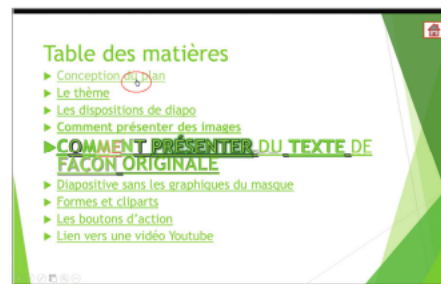 Table des matières
Conception du plan
Le thème
Les dispositions de diapo
Comment présenter des images
COMMENT PRÉSENTER DU TEXTE DE
FAÇON ORIGINALE
Diapositive sans les graphiques du masque
Formes et cliparts
Les boutons d'action
Lien vers une vidéo Youtube